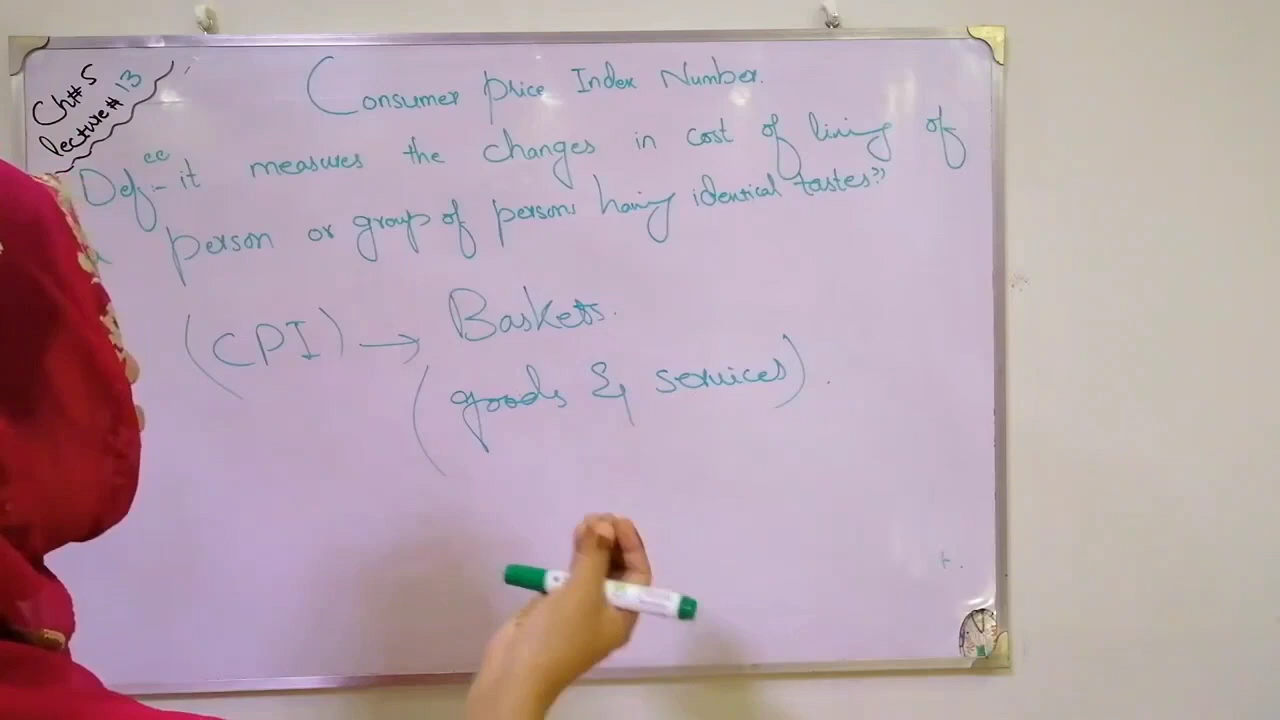 Ch#5
lecture# 13
Consumer price Index Number.
Def:- "it measures the changes in cost of living of
a person or group of persons having identical tastes"
(CPI) → Baskets.
(goods & services).